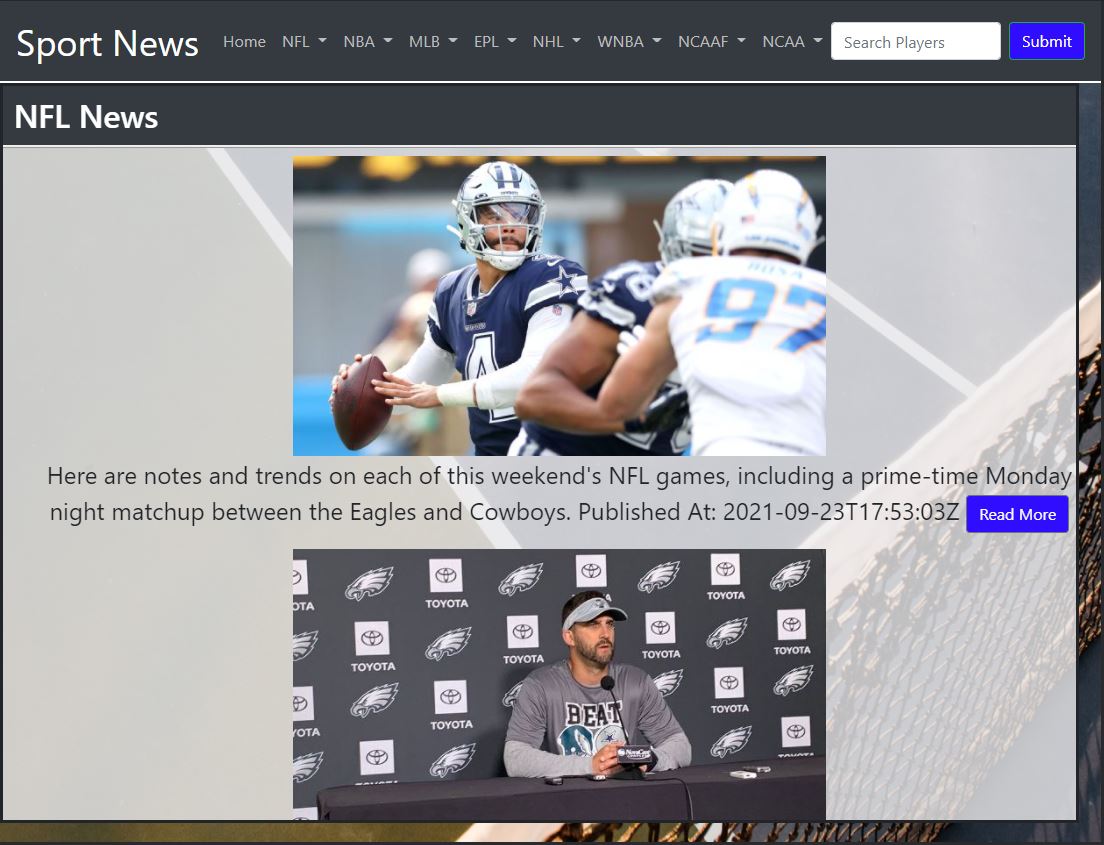 Sport News Home NFL NBA MLB EPL NHL WNBA NCAAF NCAA Search Players Submit
NFL News
BOSA
97
4
Here are notes and trends on each of this weekend's NFL games, including a prime-time Monday
night matchup between the Eagles and Cowboys. Published At: 2021-09-23T17:53:03Z Read More
TOYOTA
TOYOTA
TOYOTA
TOYOTA
TOYOTA
TOYOTA
TOYOTA
TOYOTA
TOYOTA
BEAT